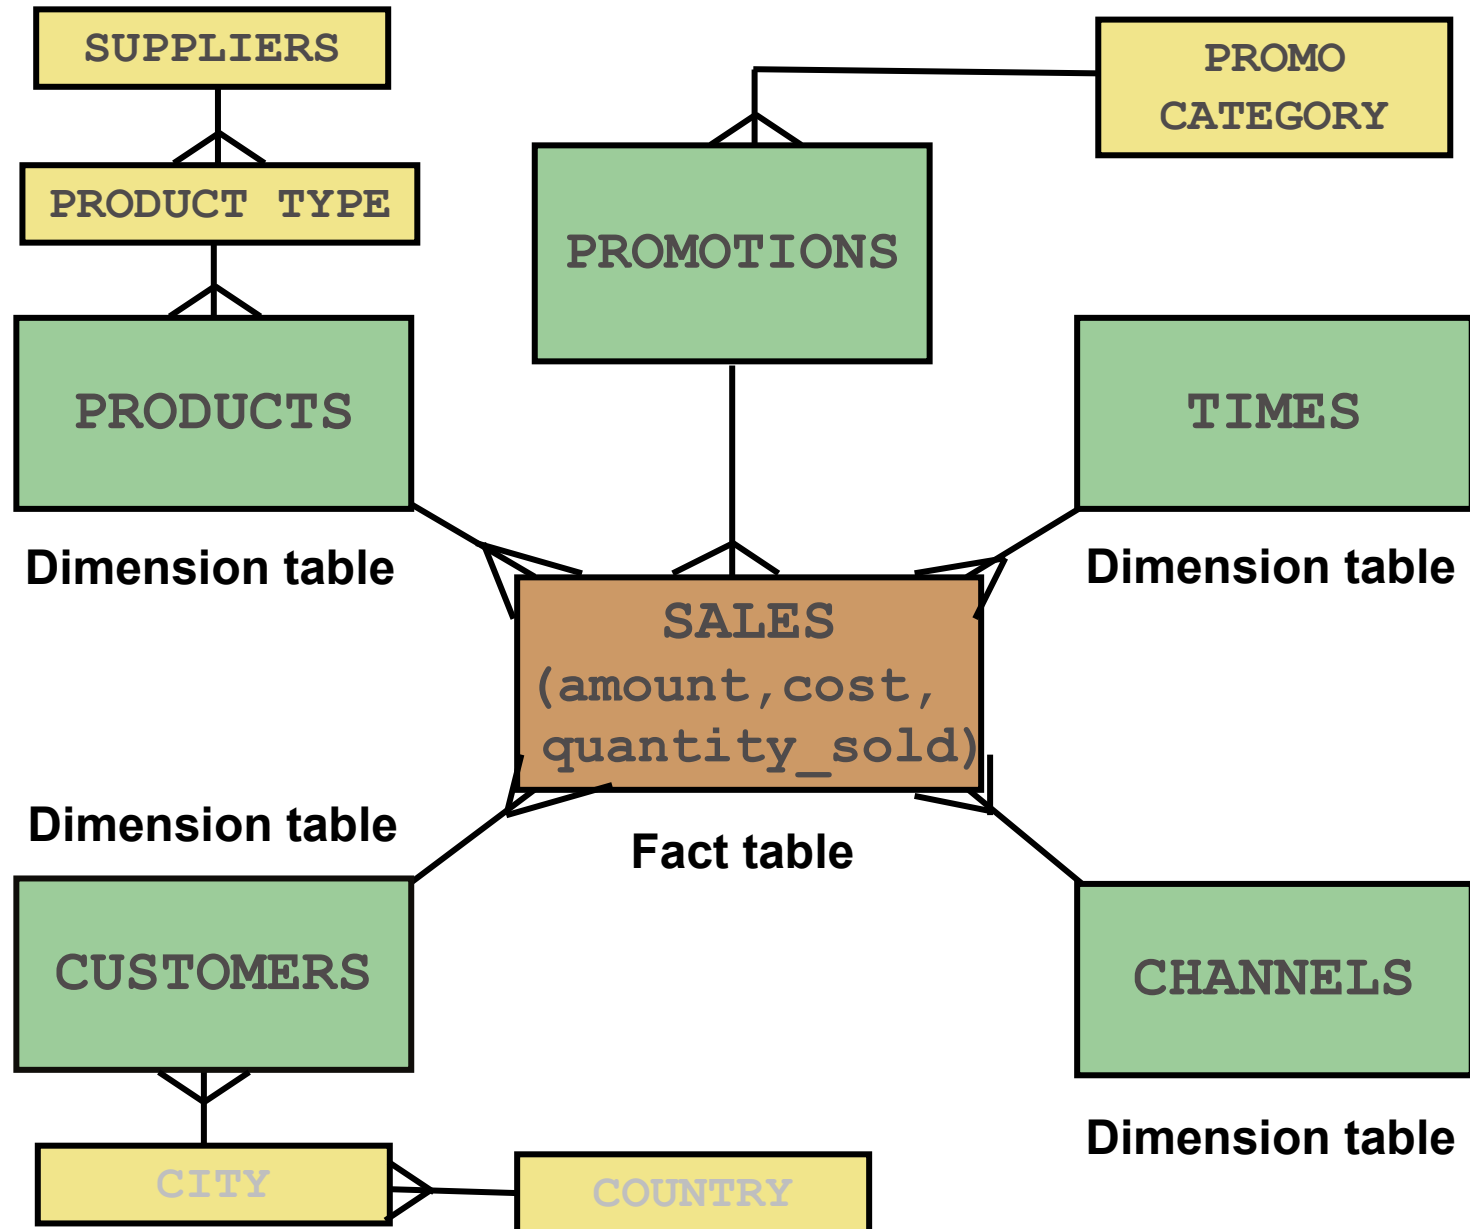 SUPPLIERS
PROMO
CATEGORY
PRODUCT TYPE
PROMOTIONS
PRODUCTS
TIMES
Dimension table
Dimension table
SALES
(amount,cost,
quantity_sold)
Dimension table
Fact table
CUSTOMERS
CHANNELS
Dimension table
CITY
COUNTRY